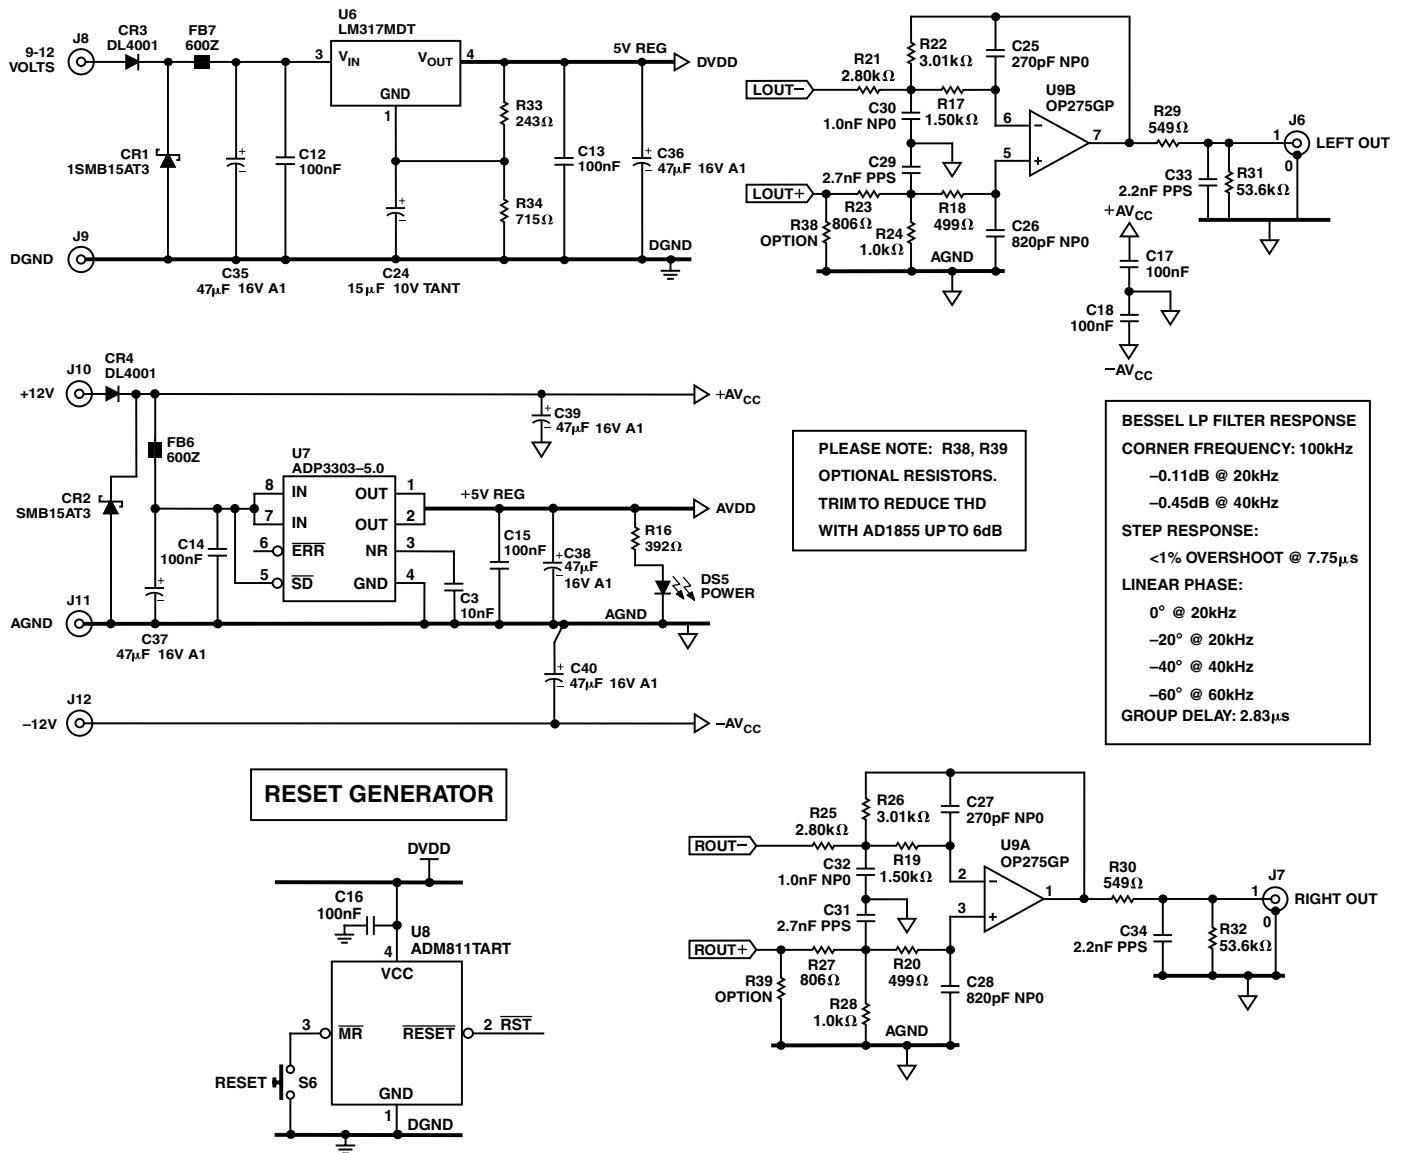 9-12
VOLTS
J8
CR3
DL4001
FB7
600Z
U6
LM317MDT
3
VIN
VOUT
4
GND
1
5V REG
DVDD
CR1
1SMB15AT3
+
–
C12
100nF
R33
243Ω
C13
100nF
+
–
C36
47µF 16V A1
+
–
R34
715Ω
J9
DGND
DGND
C35
47µF 16V A1
C24
15µF 10V TANT
R22
3.01kΩ
C25
270pF NP0
R21
2.80kΩ
LOUT–
C30
1.0nF NP0
R17
1.50kΩ
U9B
OP275GP
6
–
5
+
7
R29
549Ω
J6
1
0
LEFT OUT
C29
2.7nF PPS
LOUT+
R23
806Ω
R18
499Ω
R38
OPTION
R24
1.0kΩ
C26
820pF NP0
AGND
C33
2.2nF PPS
R31
53.6kΩ
+AVCC
C17
100nF
C18
100nF
–AVCC
J10
+12V
CR4
DL4001
+AVCC
FB6
600Z
+
–
C39
47µF 16V A1
CR2
SMB15AT3
U7
ADP3303–5.0
8
IN
OUT
1
7
IN
OUT
2
6
ERR
NR
3
5
SD
GND
4
+5V REG
AVDD
C14
100nF
C15
100nF
+
–
C38
47µF
16V A1
R16
392Ω
DS5
POWER
C3
10nF
+
–
J11
AGND
AGND
C37
47µF 16V A1
+
–
C40
47µF 16V A1
J12
–12V
–AVCC
PLEASE NOTE: R38, R39
OPTIONAL RESISTORS.
TRIM TO REDUCE THD
WITH AD1855 UP TO 6dB
BESSEL LP FILTER RESPONSE
CORNER FREQUENCY: 100kHz
–0.11dB @ 20kHz
–0.45dB @ 40kHz
STEP RESPONSE:
<1% OVERSHOOT @ 7.75µs
LINEAR PHASE:
0° @ 20kHz
–20° @ 20kHz
–40° @ 40kHz
–60° @ 60kHz
GROUP DELAY: 2.83µs
RESET GENERATOR
DVDD
C16
100nF
U8
ADM811TART
4
VCC
3
MR
RESET
2
RST
RESET
S6
GND
1
DGND
R26
3.01kΩ
C27
270pF NP0
R25
2.80kΩ
ROUT–
C32
1.0nF NP0
R19
1.50kΩ
U9A
OP275GP
2
–
3
+
1
R30
549Ω
J7
1
0
RIGHT OUT
C31
2.7nF PPS
ROUT+
R27
806Ω
R20
499Ω
R39
OPTION
R28
1.0kΩ
C28
820pF NP0
AGND
C34
2.2nF PPS
R32
53.6kΩ